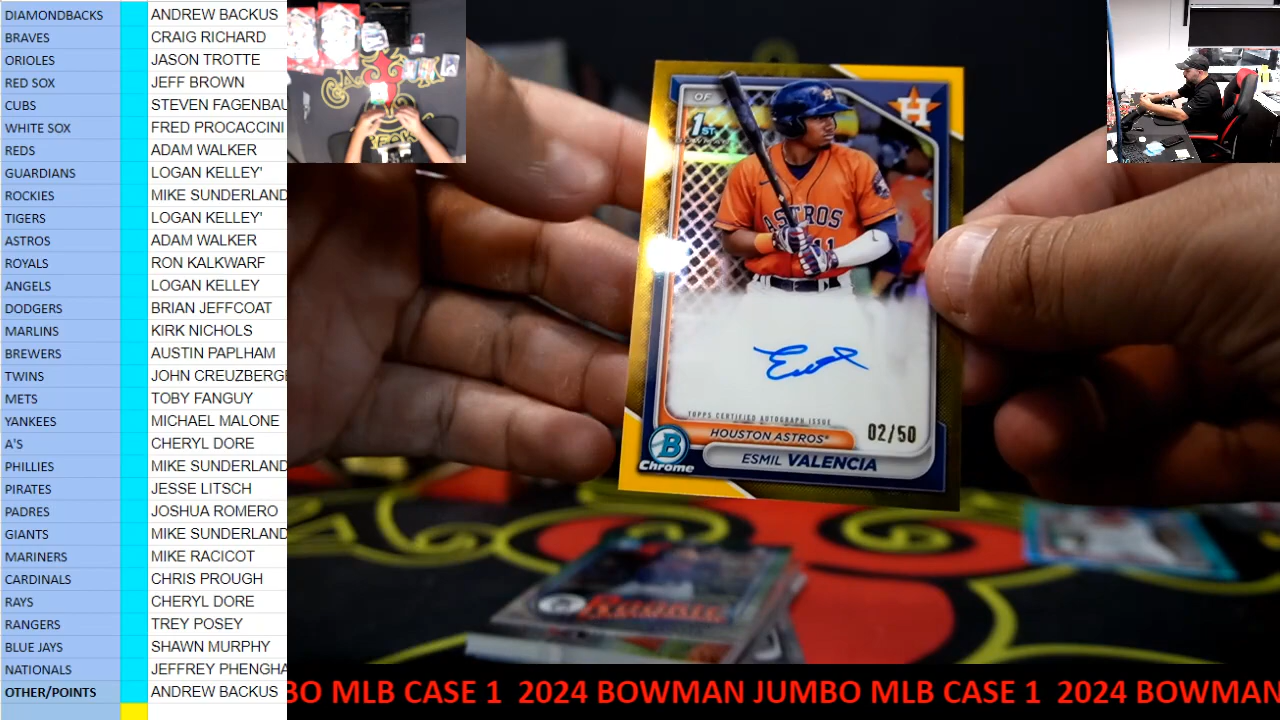 DIAMONDBACKS ANDREW BACKUS
BRAVES CRAIG RICHARD
ORIOLES JASON TROTTE
RED SOX JEFF BROWN
CUBS STEVEN FAGENBAU
WHITE SOX FRED PROCACCINI
REDS ADAM WALKER
GUARDIANS LOGAN KELLEY'
ROCKIES MIKE SUNDERLAND
TIGERS LOGAN KELLEY'
ASTROS ADAM WALKER
ROYALS RON KALKWARF
ANGELS LOGAN KELLEY
DODGERS BRIAN JEFFCOAT
MARLINS KIRK NICHOLS
BREWERS AUSTIN PAPLHAM
TWINS JOHN CREUZBERGE
METS TOBY FANGUY
YANKEES MICHAEL MALONE
A'S CHERYL DORE
PHILLIES MIKE SUNDERLAND
PIRATES JESSE LITSCH
PADRES JOSHUA ROMERO
GIANTS MIKE SUNDERLAND
MARINERS MIKE RACICOT
CARDINALS CHRIS PROUGH
RAYS CHERYL DORE
RANGERS TREY POSEY
BLUE JAYS SHAWN MURPHY
NATIONALS JEFFREY PHENGHA
OTHER/POINTS ANDREW BACKUS
OF
1ST
BOWMAN
H
ASTROS
11
TOPPS CERTIFIED AUTOGRAPH ISSUE
HOUSTON ASTROS
02/50
B
Chrome
ESMIL VALENCIA
BO MLB CASE 1 2024 BOWMAN JUMBO MLB CASE 1 2024 BOWMAN